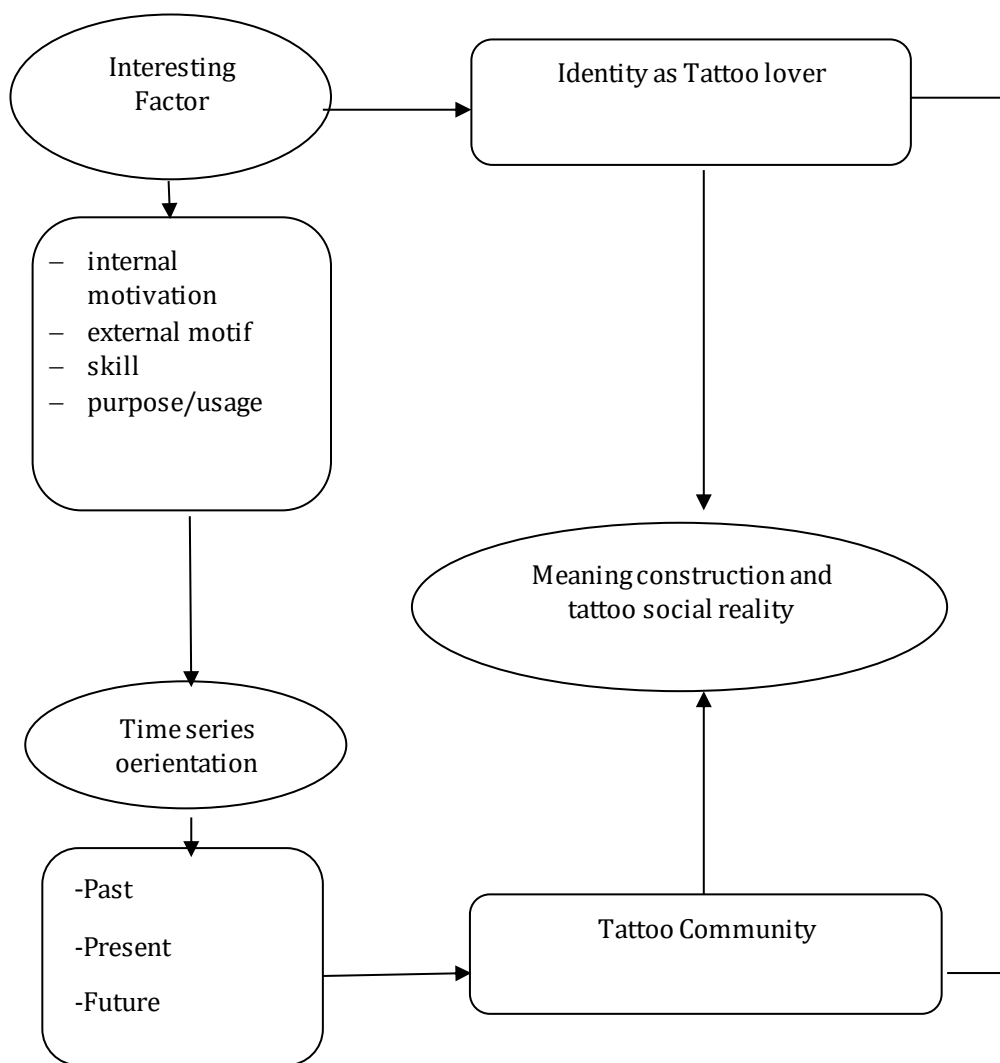 Interesting
Factor
Identity as Tattoo lover
– internal
motivation
– external motif
– skill
– purpose/usage
Meaning construction and
tattoo social reality
Time series
oerientation
-Past
-Present
-Future
Tattoo Community